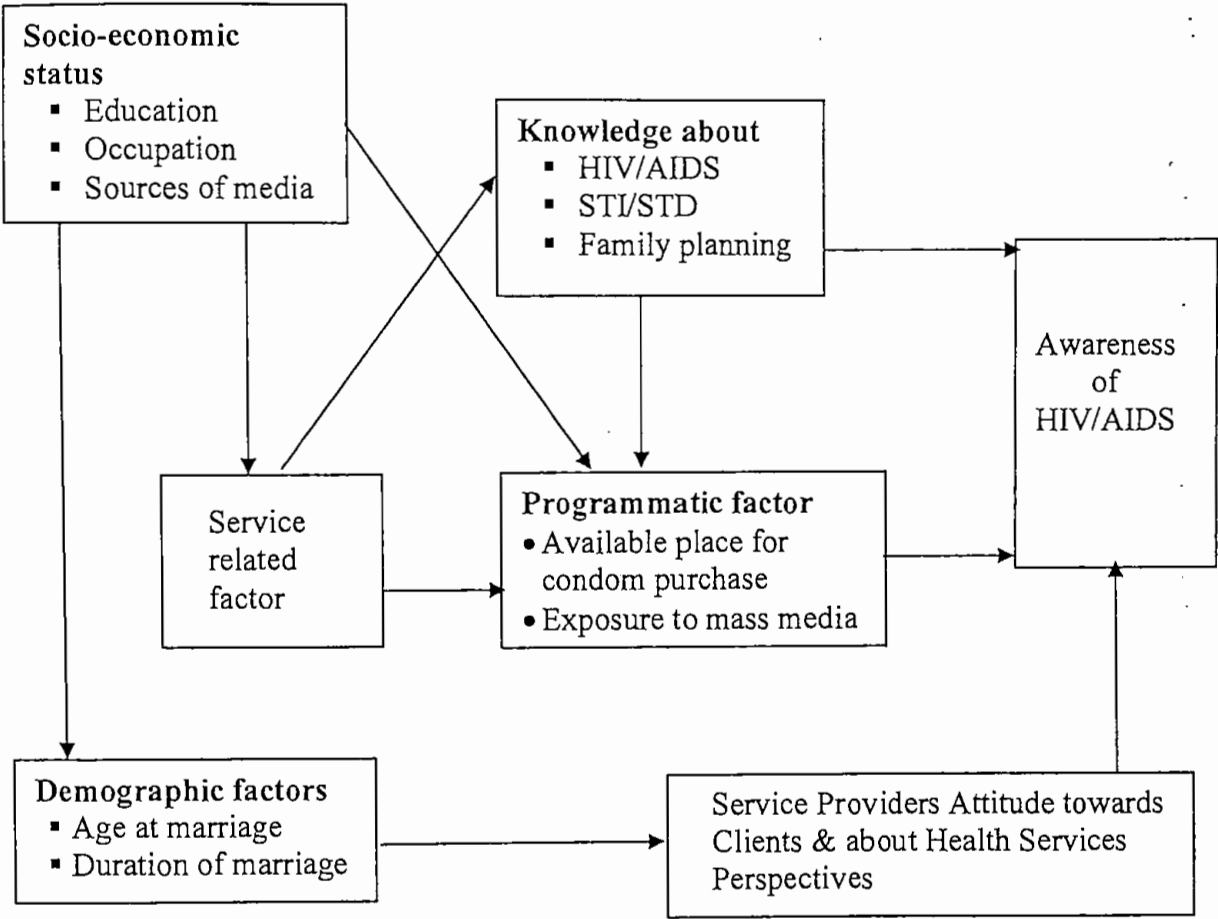 Socio-economic
status
▪ Education
▪ Occupation
▪ Sources of media
Knowledge about
▪ HIV/AIDS
▪ STI/STD
▪ Family planning
Awareness
of
HIV/AIDS
Service
related
factor
Programmatic factor
• Available place for
condom purchase
• Exposure to mass media
Demographic factors
▪ Age at marriage
▪ Duration of marriage
Service Providers Attitude towards
Clients & about Health Services
Perspectives